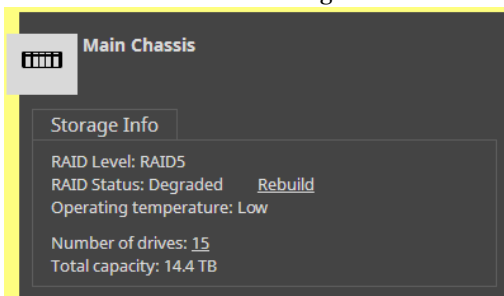 Main Chassis
Storage Info
RAID Level: RAID5
RAID Status: Degraded Rebuild
Operating temperature: Low
Number of drives: 15
Total capacity: 14.4 TB